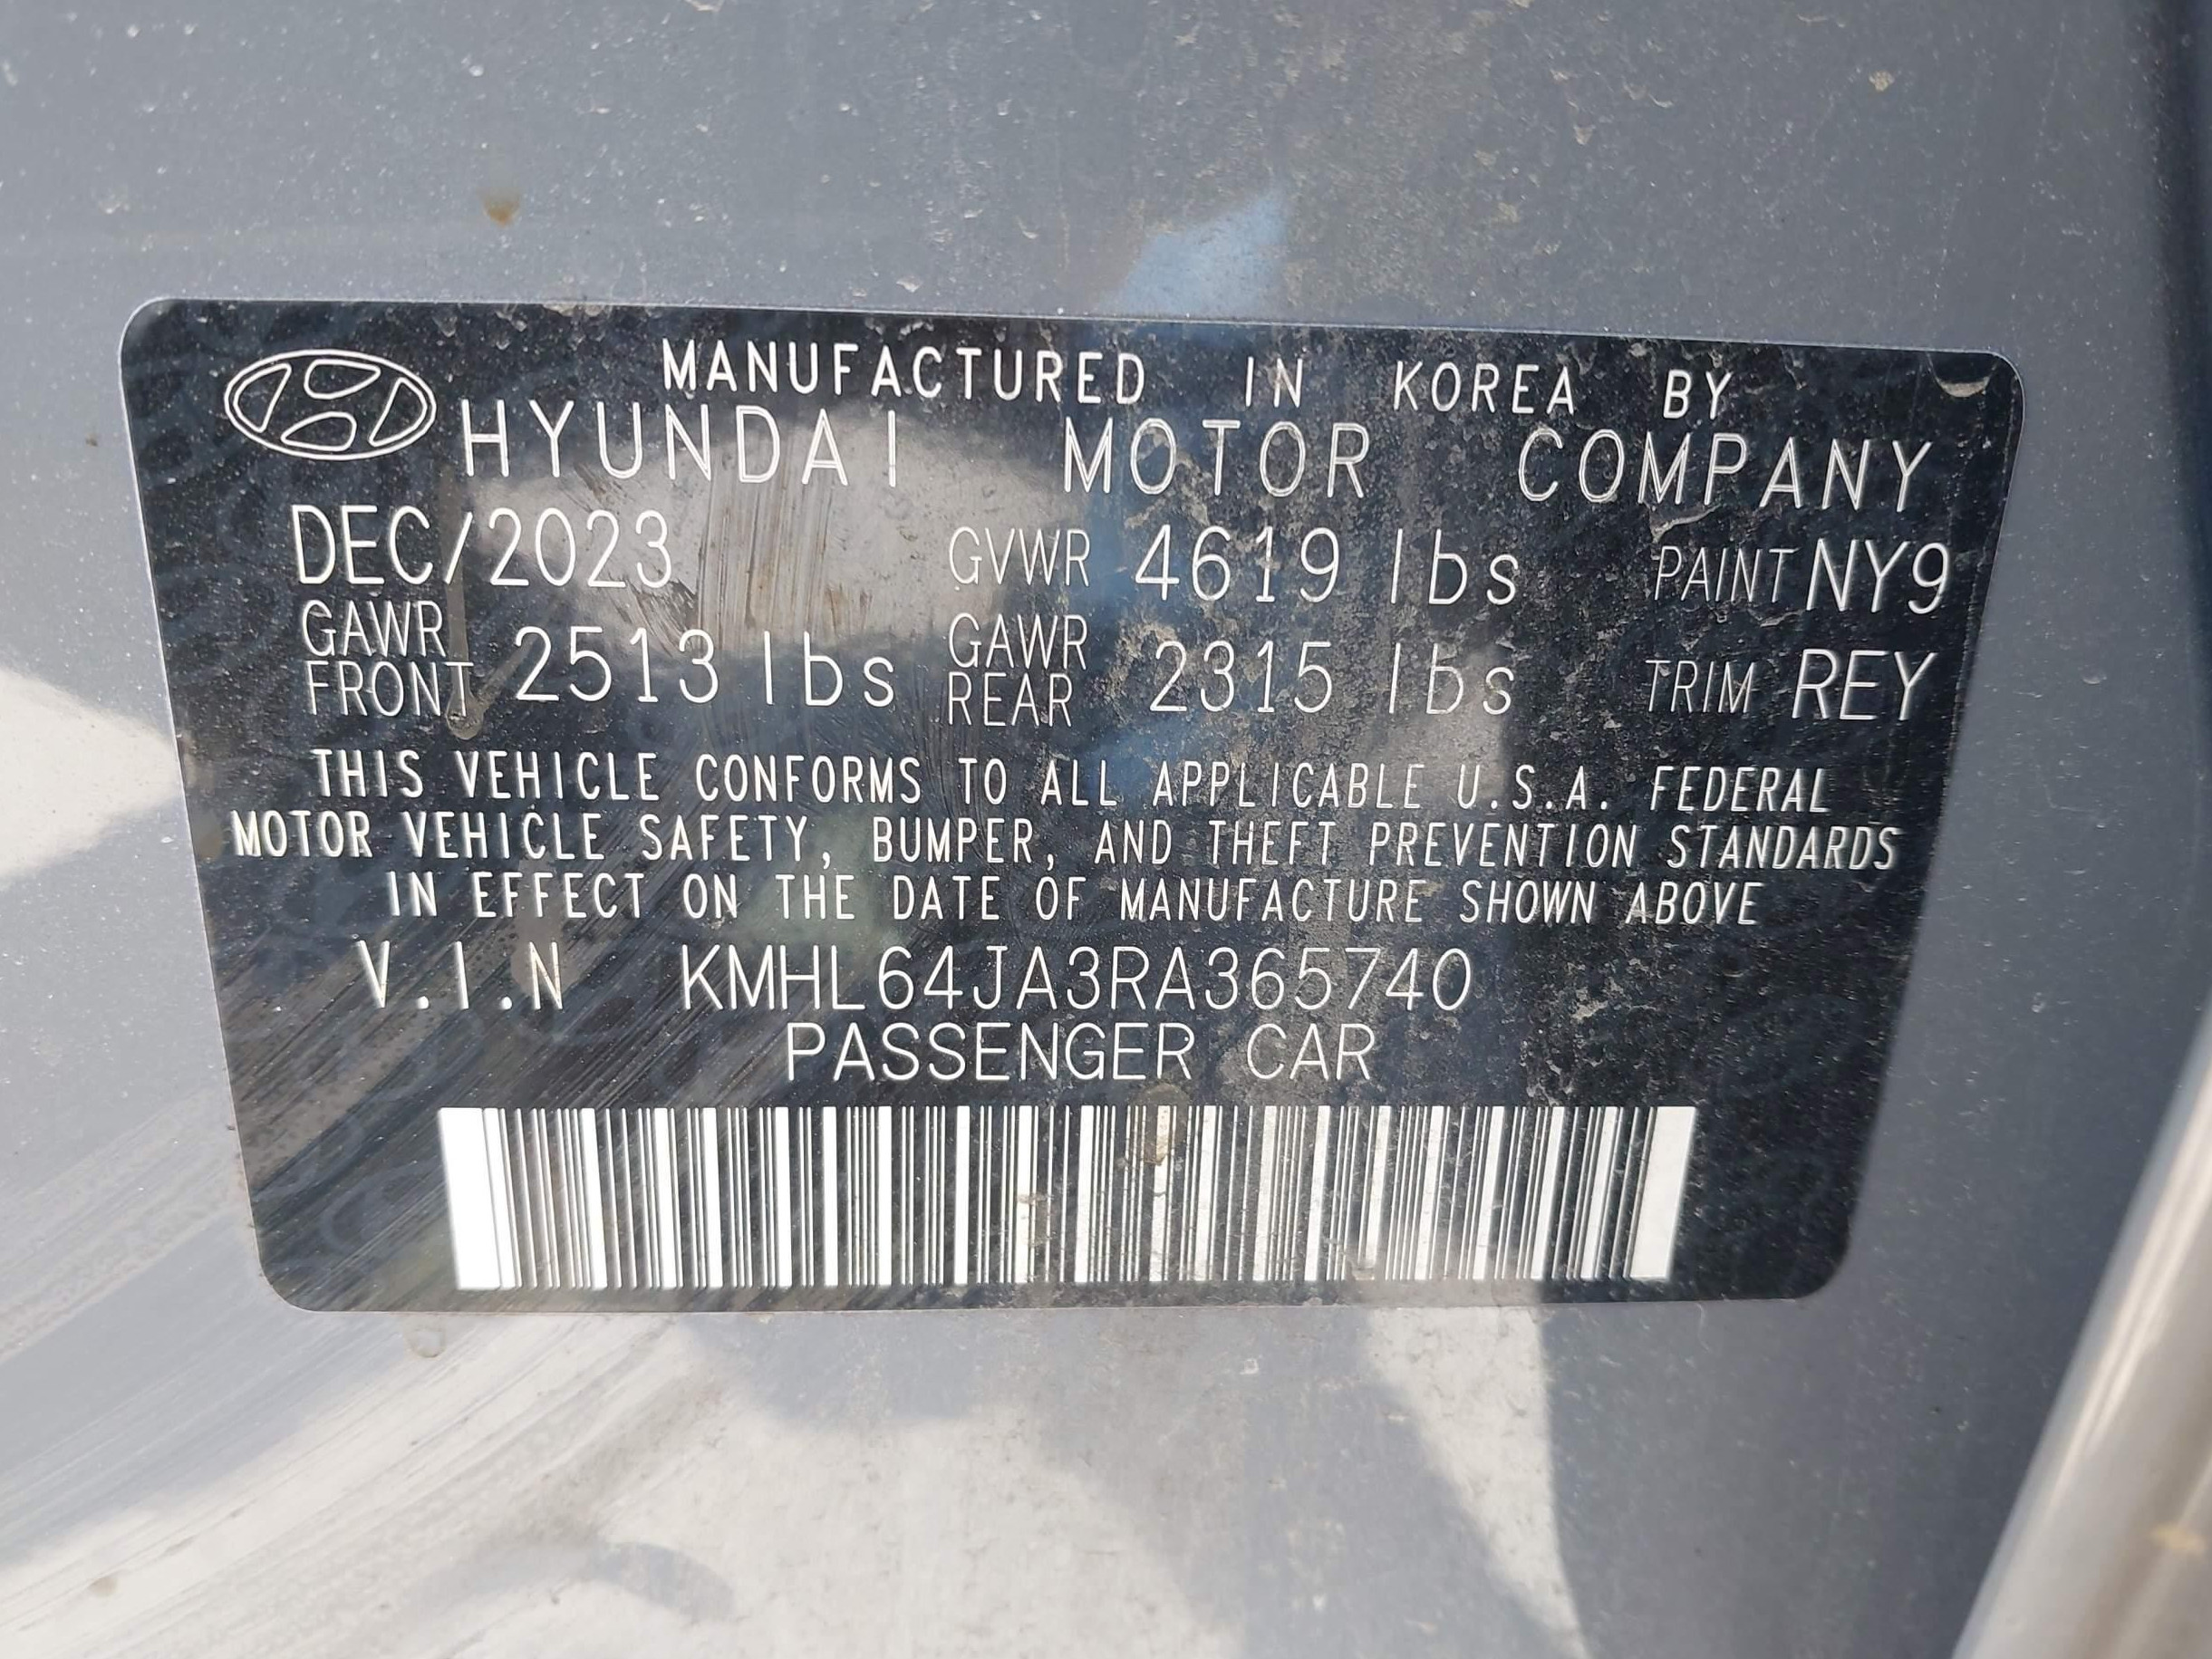 MANUFACTURED IN KOREA BY
HYUNDAI MOTOR COMPANY
DEC/2023 GVWR 4619 lbs PAINT NY9
GAWR FRONT 2513 lbs GAWR REAR 2315 lbs TRIM REY
THIS VEHICLE CONFORMS TO ALL APPLICABLE U.S.A. FEDERAL
MOTOR VEHICLE SAFETY, BUMPER, AND THEFT PREVENTION STANDARDS
IN EFFECT ON THE DATE OF MANUFACTURE SHOWN ABOVE
V.I.N KMHL64JA3RA365740
PASSENGER CAR